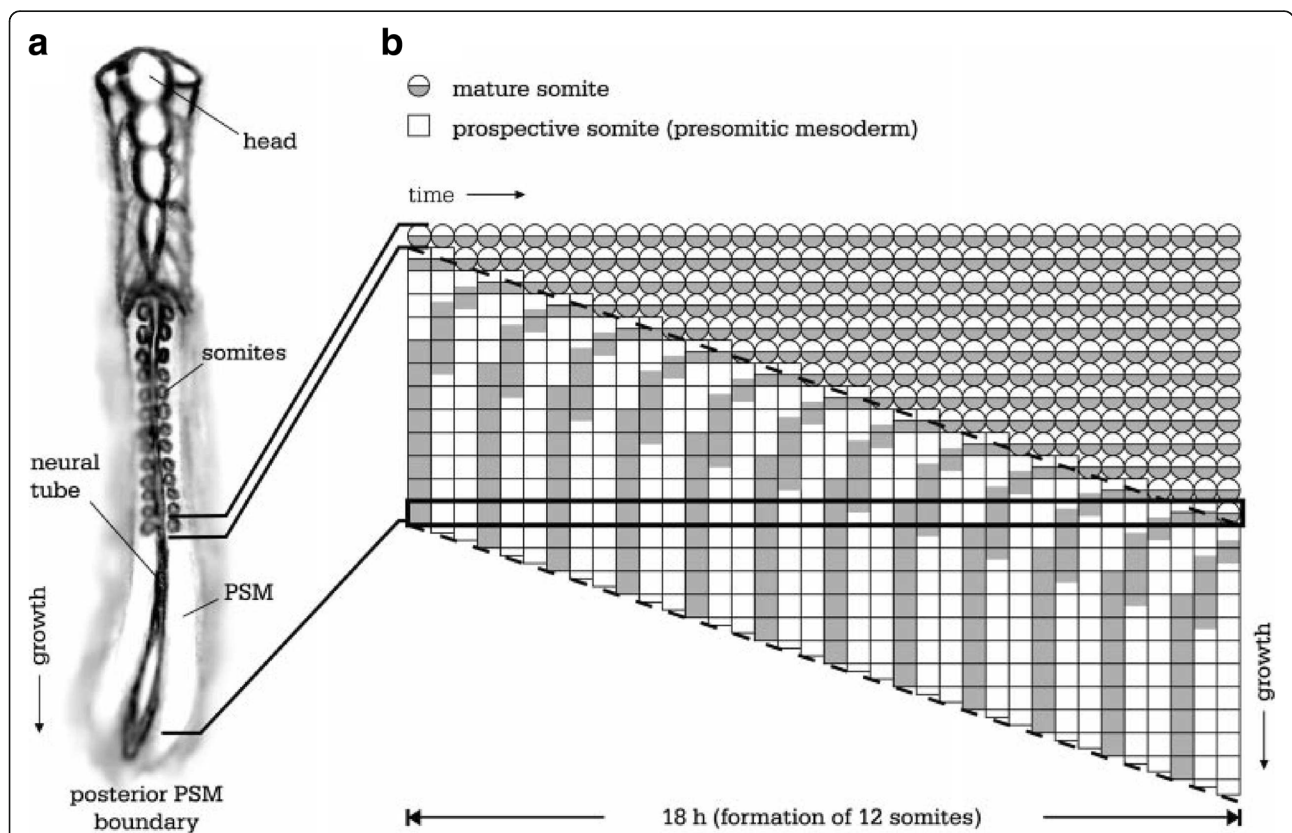 a
head
somites
neural
tube
PSM
growth
posterior PSM
boundary
b
mature somite
prospective somite (presomitic mesoderm)
time
growth
18 h (formation of 12 somites)